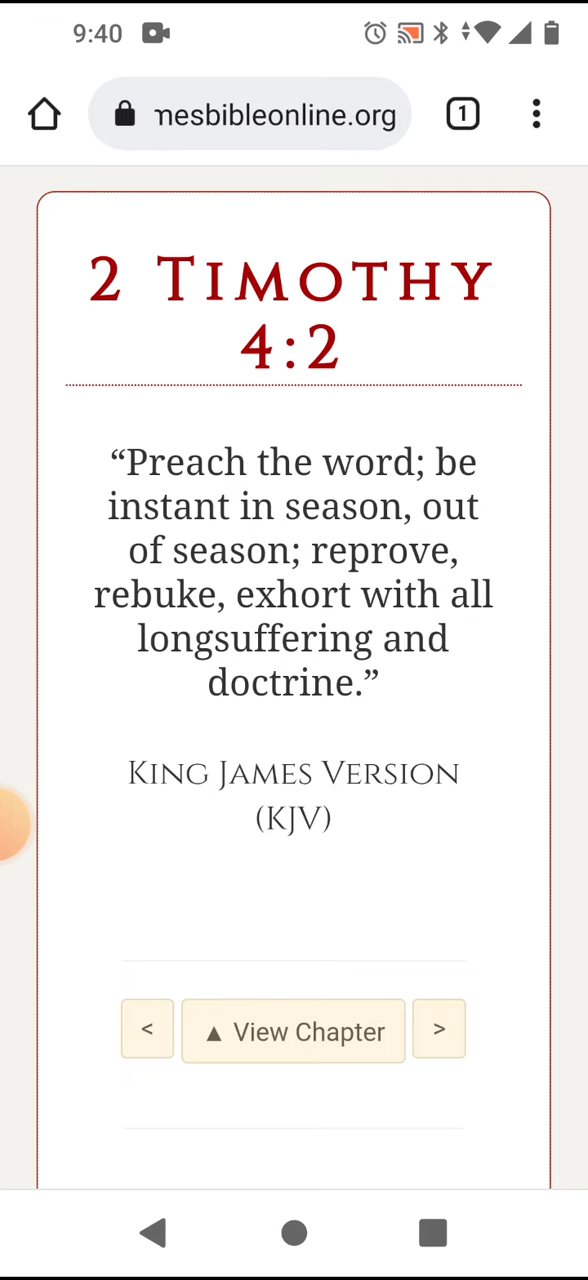 9:40
mesbibleonline.org
1
2 Timothy
4:2
“Preach the word; be
instant in season, out
of season; reprove,
rebuke, exhort with all
longsuffering and
doctrine.”
King James Version
(KJV)
< ▲ View Chapter >